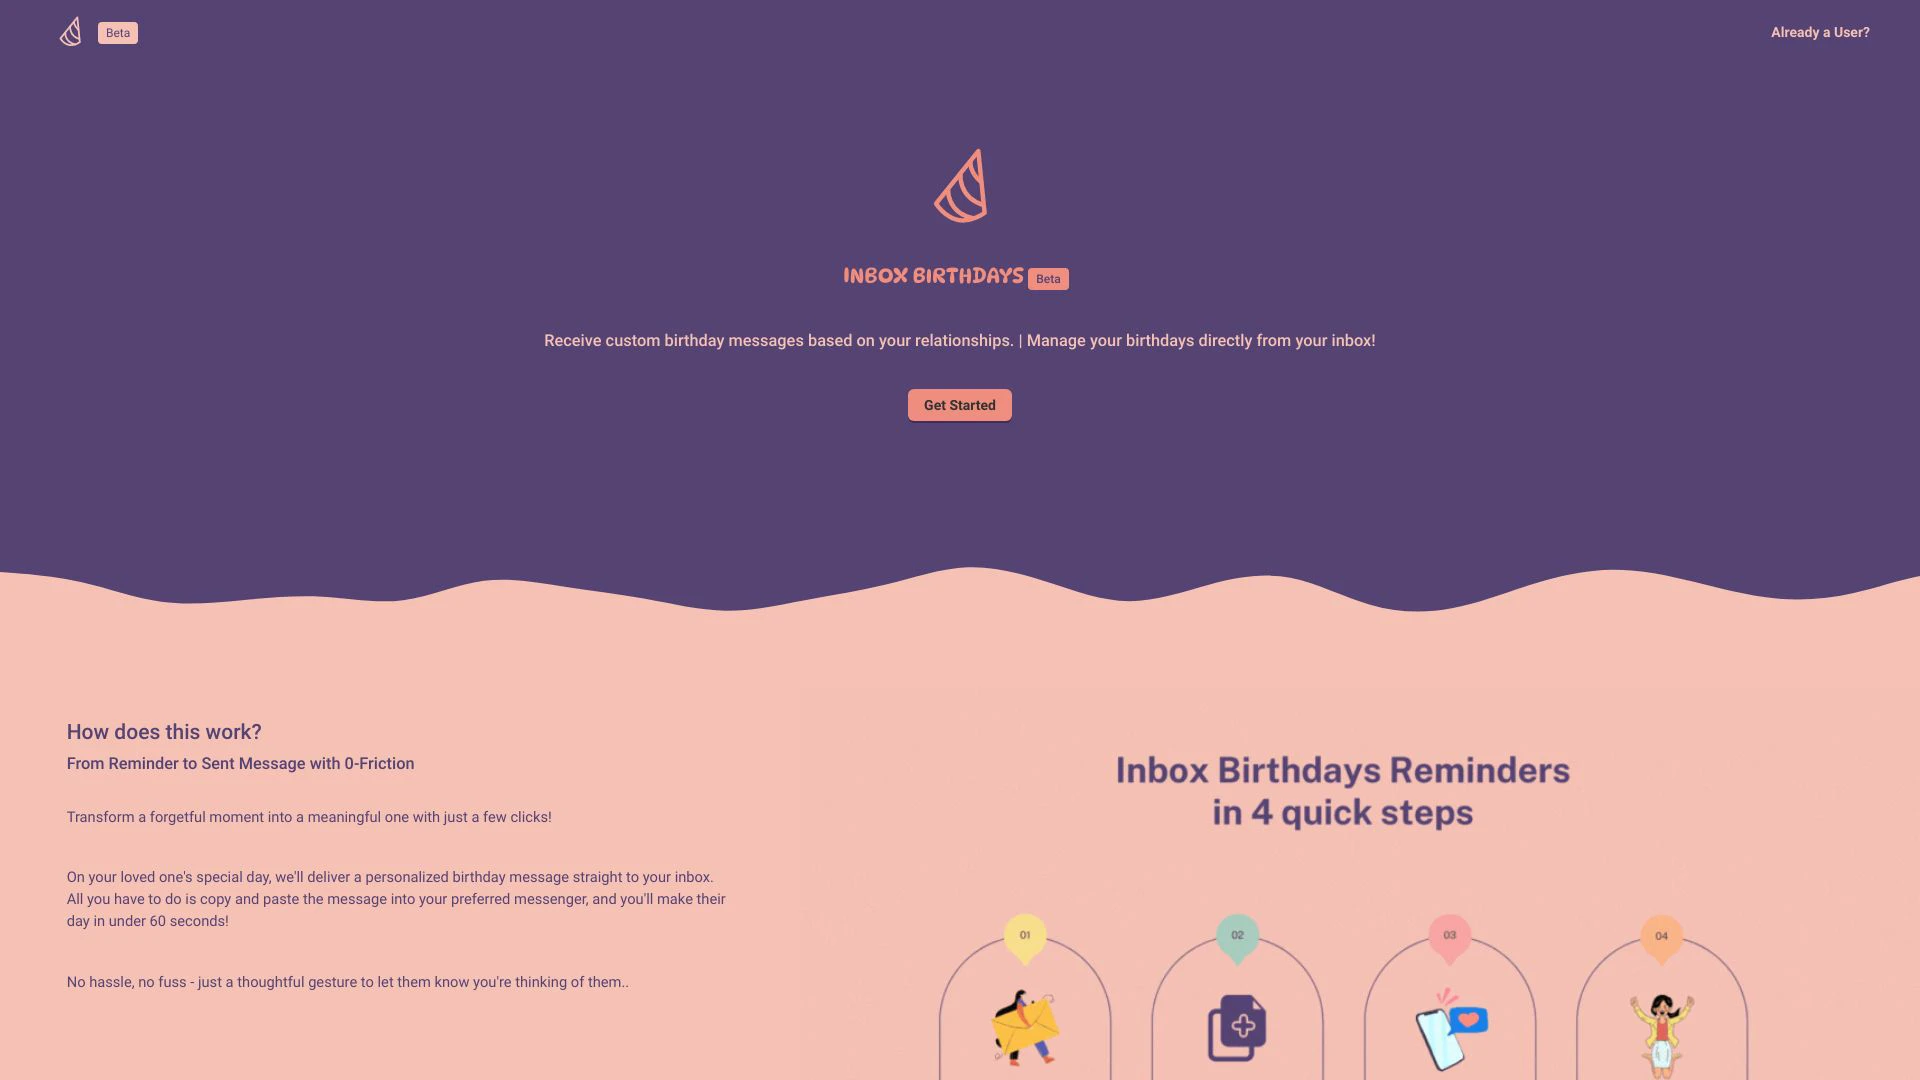 Beta
Already a User?
INBOX BIRTHDAYS Beta
Receive custom birthday messages based on your relationships. | Manage your birthdays directly from your inbox!
Get Started
How does this work?
From Reminder to Sent Message with 0-Friction
Transform a forgetful moment into a meaningful one with just a few clicks!
On your loved one's special day, we'll deliver a personalized birthday message straight to your inbox.
All you have to do is copy and paste the message into your preferred messenger, and you'll make their
day in under 60 seconds!
No hassle, no fuss - just a thoughtful gesture to let them know you're thinking of them..
Inbox Birthdays Reminders
in 4 quick steps
01
02
03
04